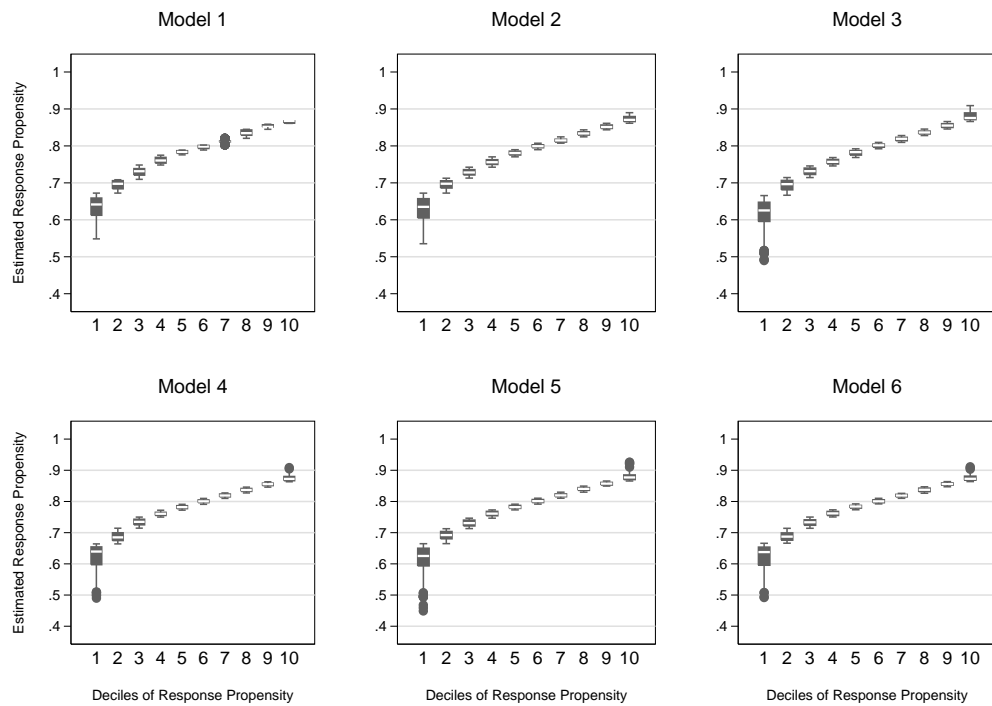 Model 1
Model 2
Model 3
Estimated Response Propensity
1
.9
.8
.7
.6
.5
.4
1 2 3 4 5 6 7 8 9 10
1
.9
.8
.7
.6
.5
.4
1 2 3 4 5 6 7 8 9 10
1
.9
.8
.7
.6
.5
.4
1 2 3 4 5 6 7 8 9 10
Model 4
Model 5
Model 6
Estimated Response Propensity
1
.9
.8
.7
.6
.5
.4
1 2 3 4 5 6 7 8 9 10
Deciles of Response Propensity
1
.9
.8
.7
.6
.5
.4
1 2 3 4 5 6 7 8 9 10
Deciles of Response Propensity
1
.9
.8
.7
.6
.5
.4
1 2 3 4 5 6 7 8 9 10
Deciles of Response Propensity